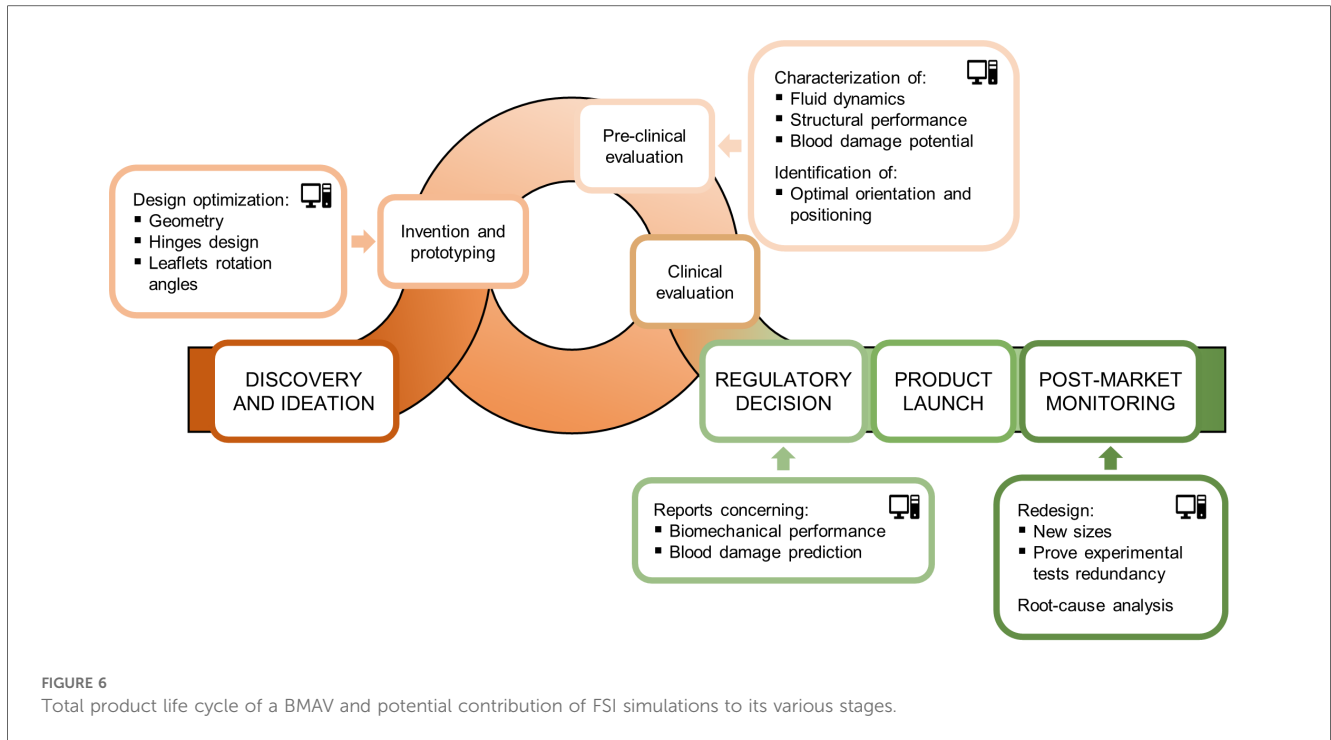 Design optimization:
▪ Geometry
▪ Hinges design
▪ Leaflets rotation
angles
Invention and
prototyping
Pre-clinical
evaluation
Characterization of:
▪ Fluid dynamics
▪ Structural performance
▪ Blood damage potential
Identification of:
▪ Optimal orientation and
positioning
Clinical
evaluation
DISCOVERY
AND IDEATION
REGULATORY
DECISION
PRODUCT
LAUNCH
POST-MARKET
MONITORING
Reports concerning:
▪ Biomechanical performance
▪ Blood damage prediction
Redesign:
▪ New sizes
▪ Prove experimental
tests redundancy
Root-cause analysis
FIGURE 6
Total product life cycle of a BMAV and potential contribution of FSI simulations to its various stages.